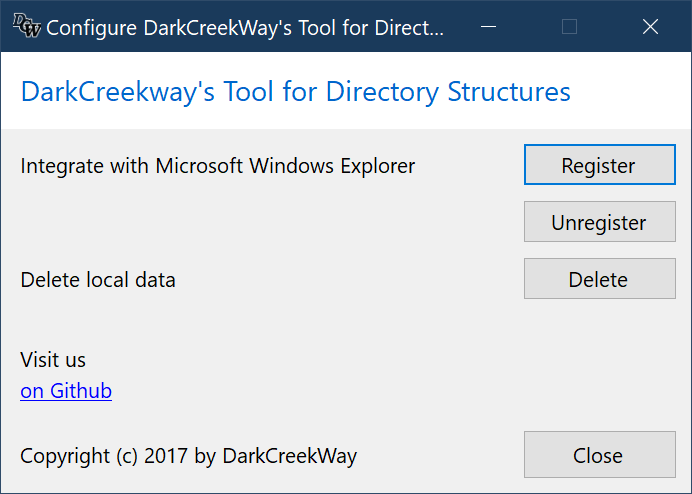 DCW Configure DarkCreekWay's Tool for Direct...
DarkCreekway's Tool for Directory Structures
Integrate with Microsoft Windows Explorer Register
Unregister
Delete local data Delete
Visit us
on Github
Copyright (c) 2017 by DarkCreekWay Close